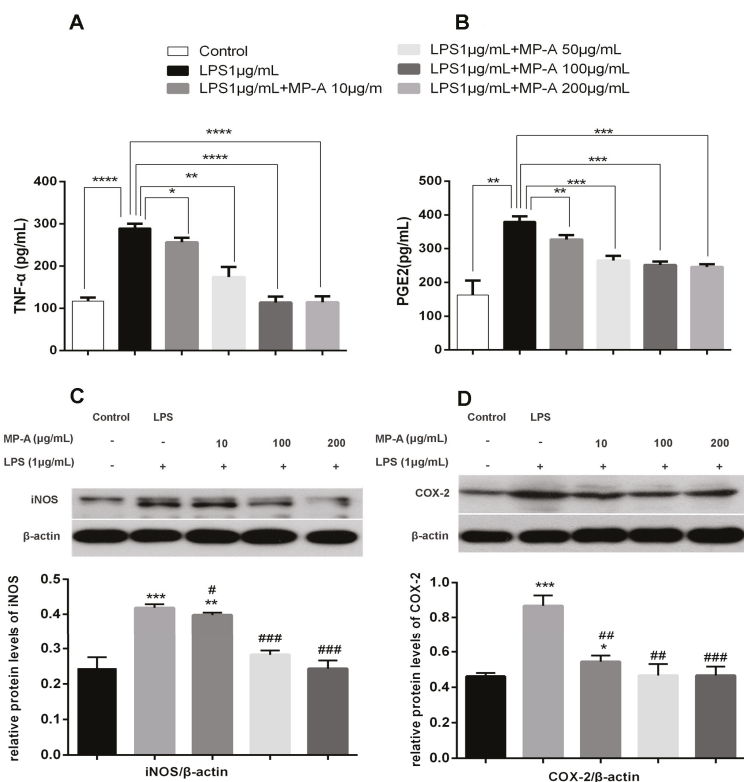 A B
Control
LPS1μg/mL
LPS1μg/mL+MP-A 10μg/m
LPS1μg/mL+MP-A 50μg/mL
LPS1μg/mL+MP-A 100μg/mL
LPS1μg/mL+MP-A 200μg/mL
TNF-α (pg/mL)
400
300
200
100
0
****
****
****
**
*
PGE2(pg/mL)
500
400
300
200
100
0
***
***
**
***
**
C
Control LPS
MP-A (μg/mL) - - 10 100 200
LPS (1μg/mL) - + + + +
iNOS
β-actin
relative protein levels of iNOS
0.5
0.4
0.3
0.2
0.1
0.0
***
#
**
###
###
iNOS/β-actin
D
Control LPS
MP-A (μg/mL) - - 10 100 200
LPS (1μg/mL) - + + + +
COX-2
β-actin
relative protein levels of COX-2
1.0
0.8
0.6
0.4
0.2
0.0
***
##
*
##
###
COX-2/β-actin